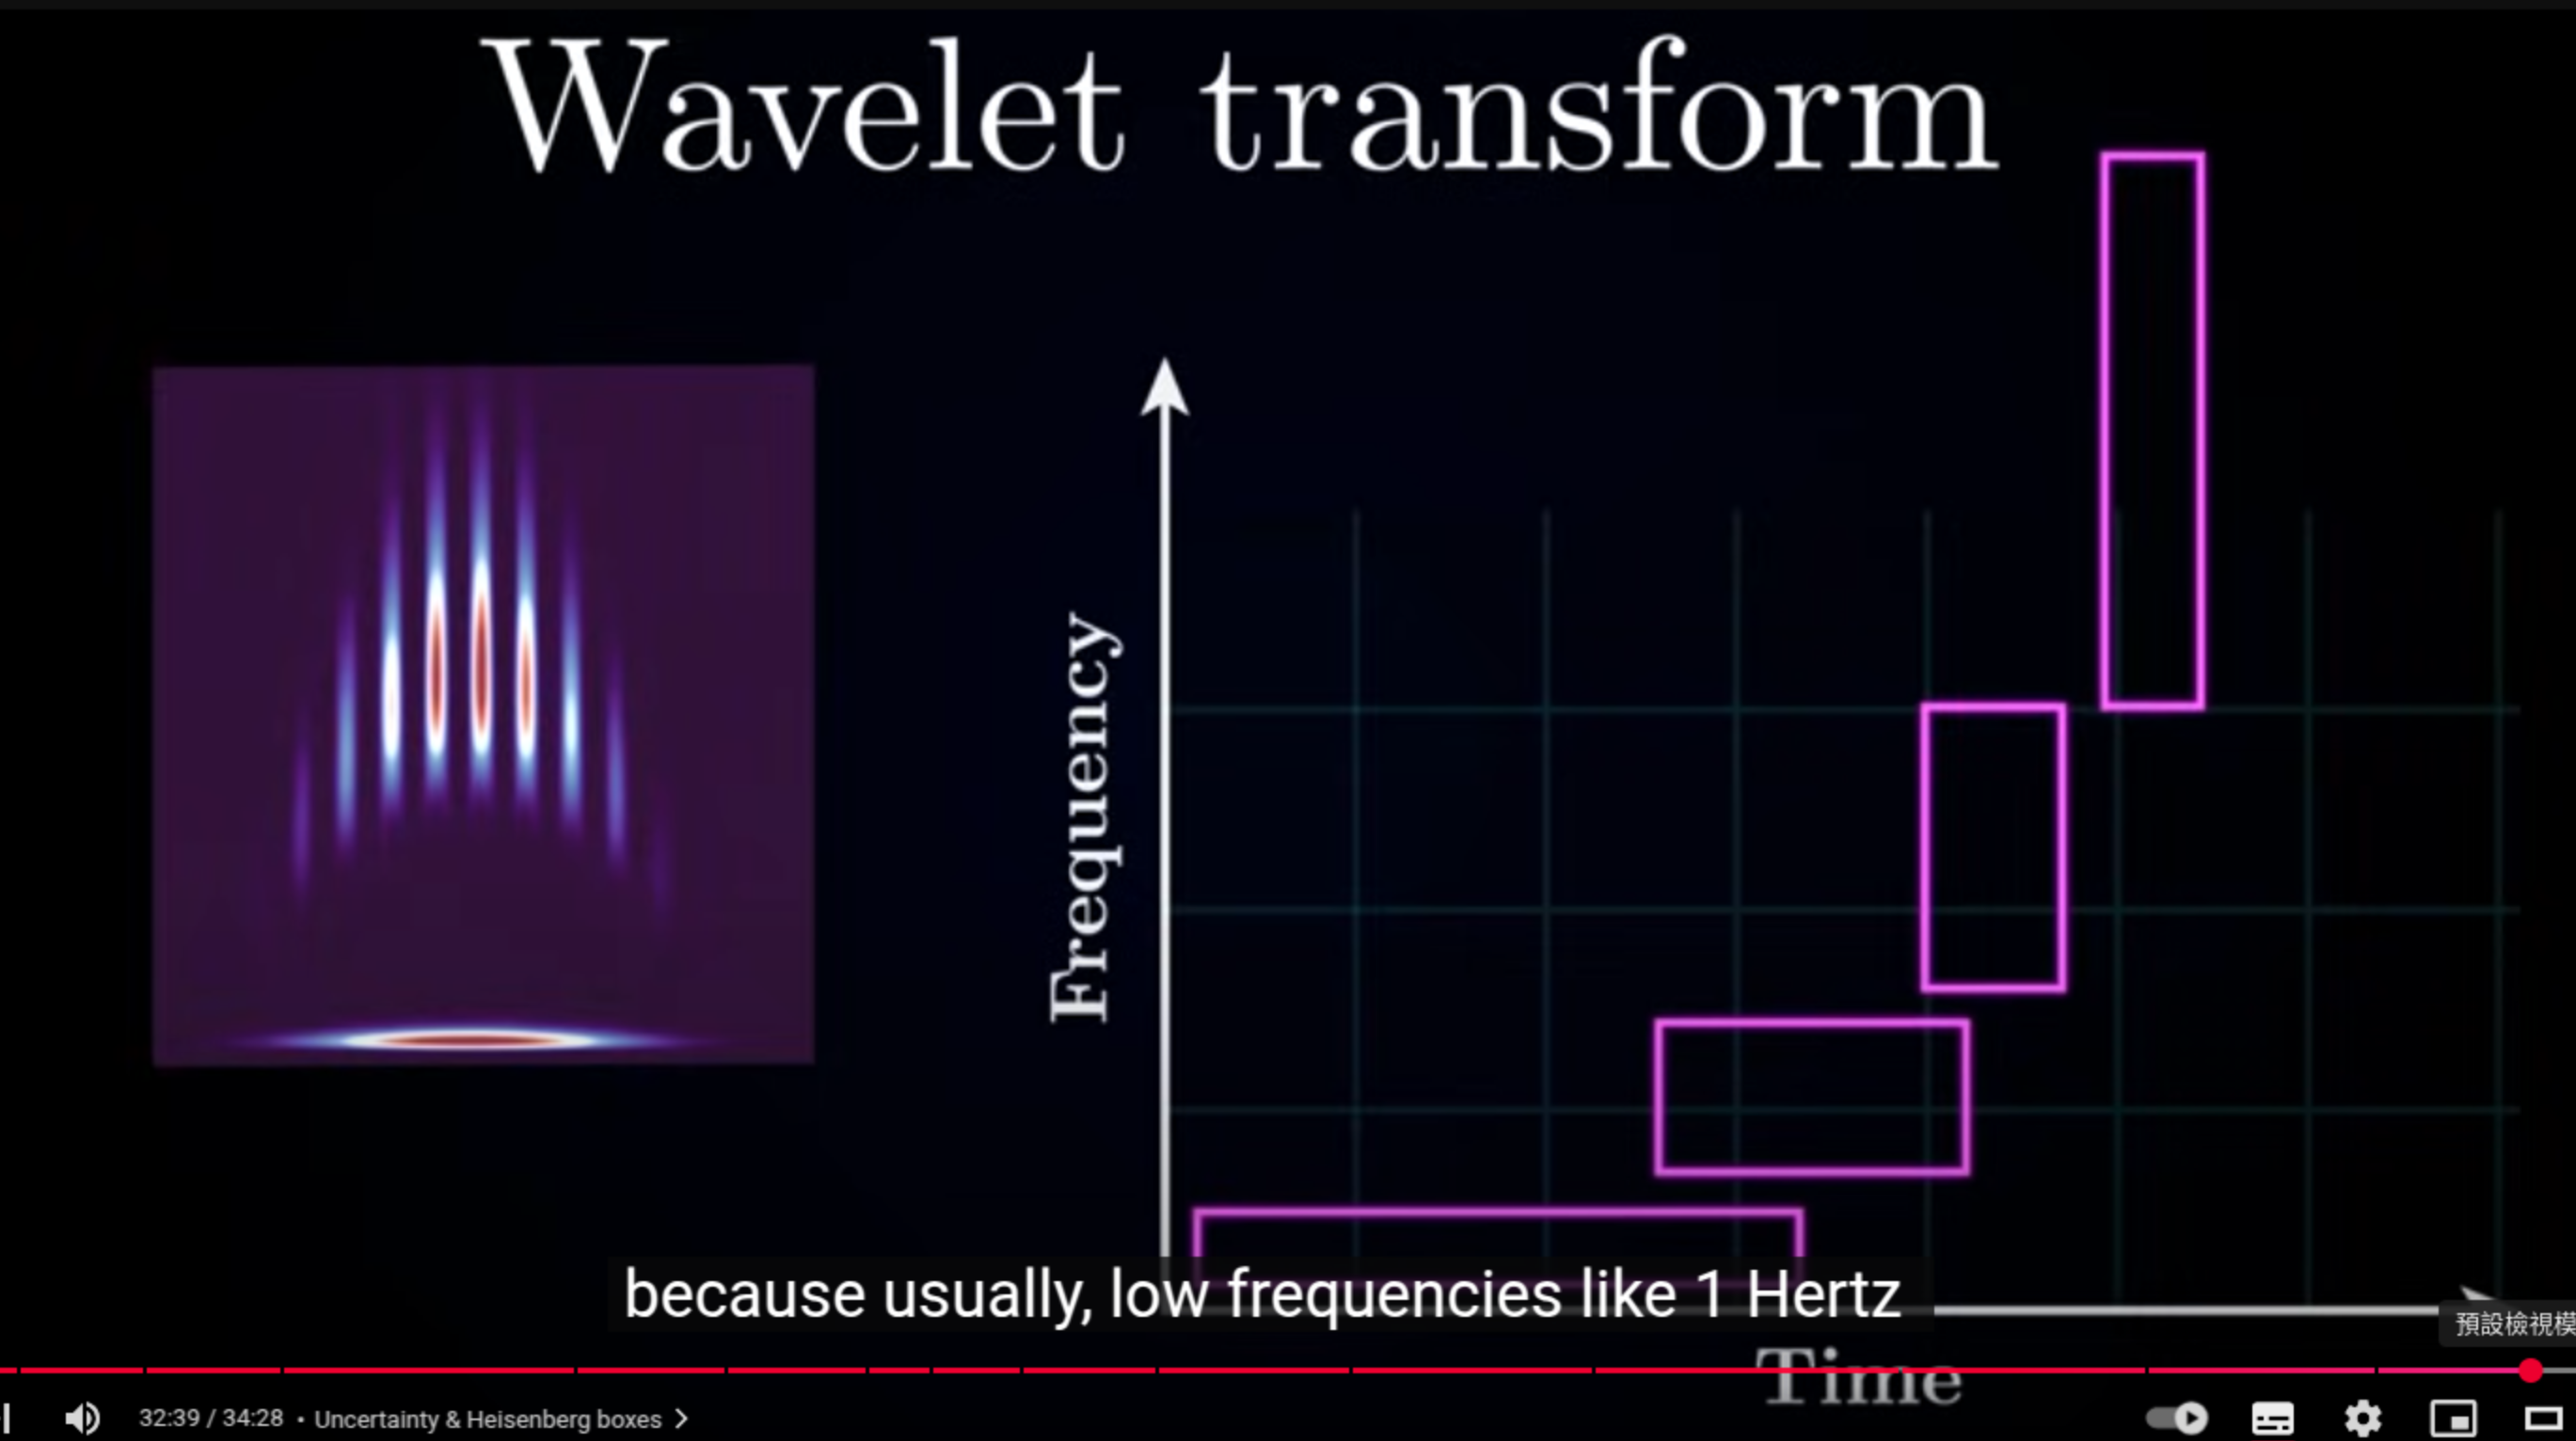 Wavelet transform
Frequency
because usually, low frequencies like 1 Hertz
預設檢視模
Time
32:39 / 34:28 • Uncertainty & Heisenberg boxes